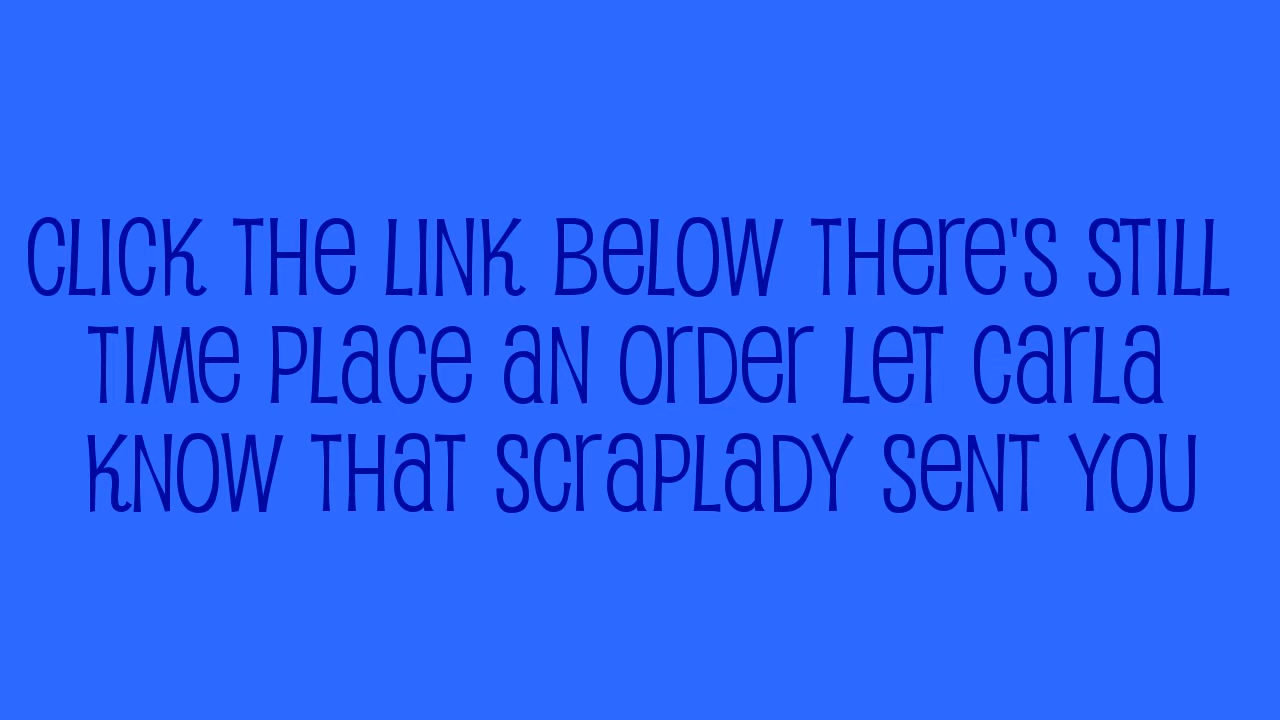 CLICK THE LINK BELOW THERE'S STILL
TIME PLACE AN ORDER LET CARLA
KNOW THAT SCRAPLADY SENT YOU